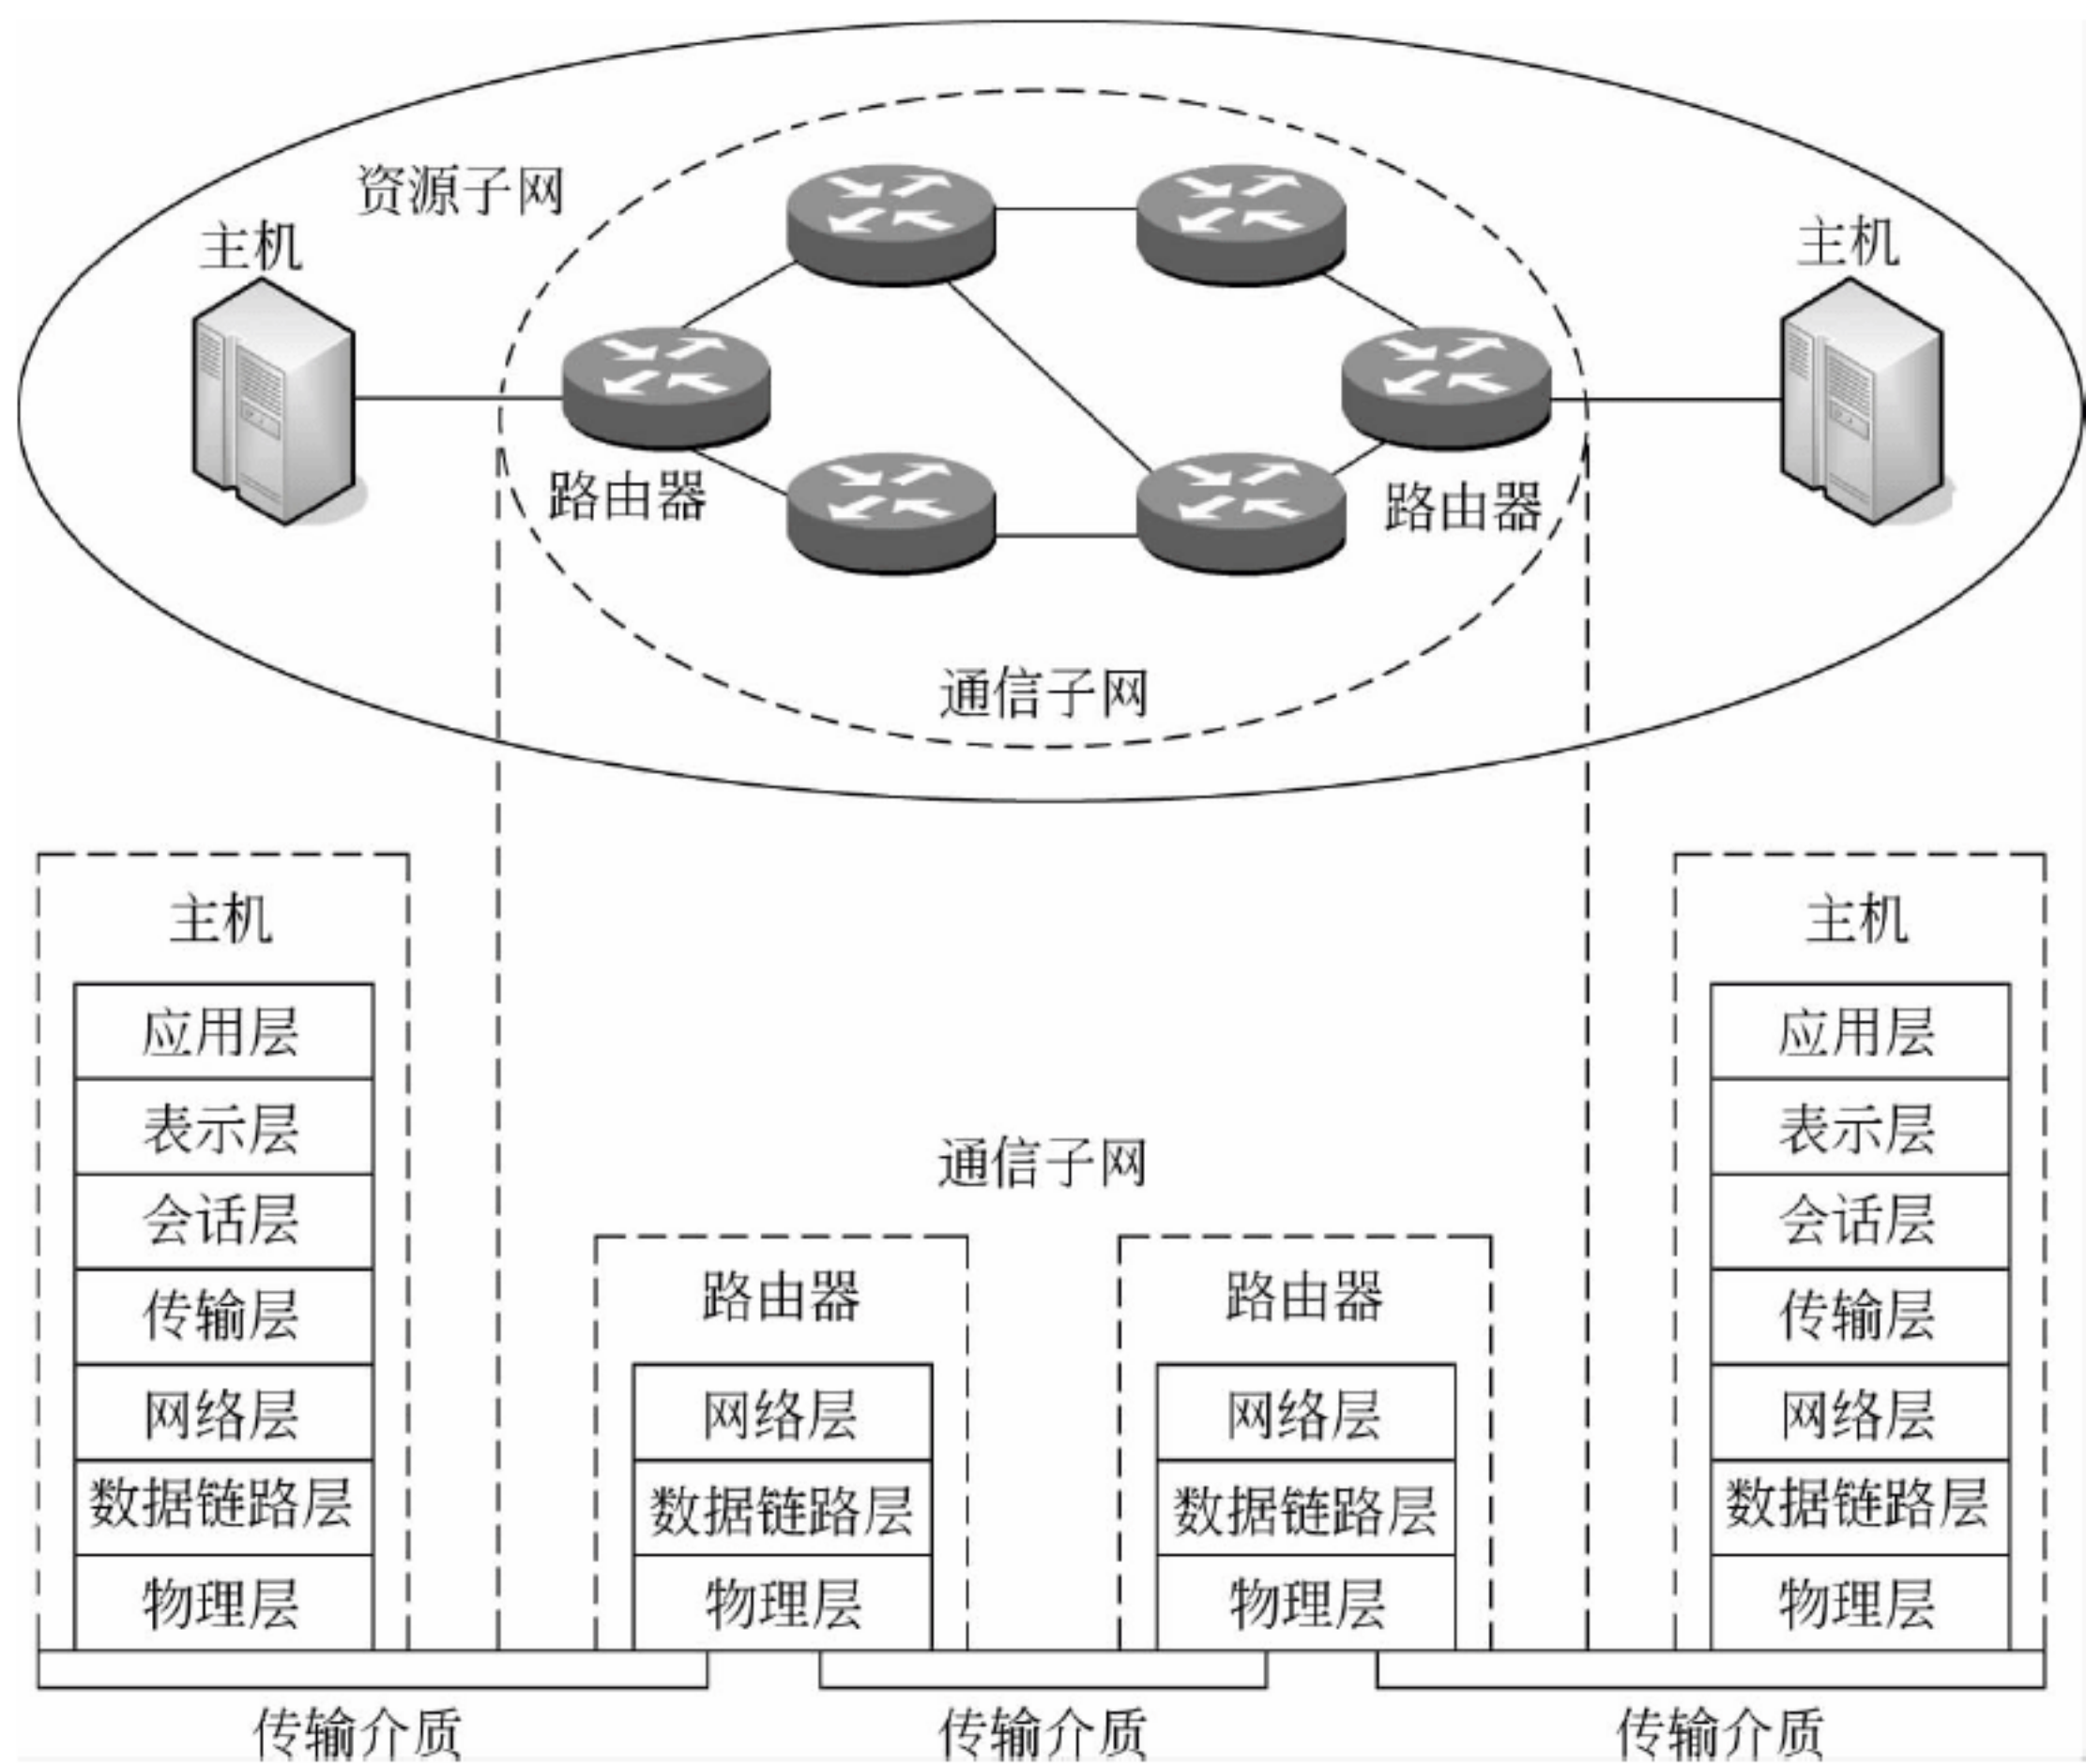 资源子网
主机
主机
路由器
路由器
通信子网
主机
应用层
表示层
会话层
传输层
网络层
数据链路层
物理层
通信子网
路由器
网络层
数据链路层
物理层
路由器
网络层
数据链路层
物理层
主机
应用层
表示层
会话层
传输层
网络层
数据链路层
物理层
传输介质
传输介质
传输介质